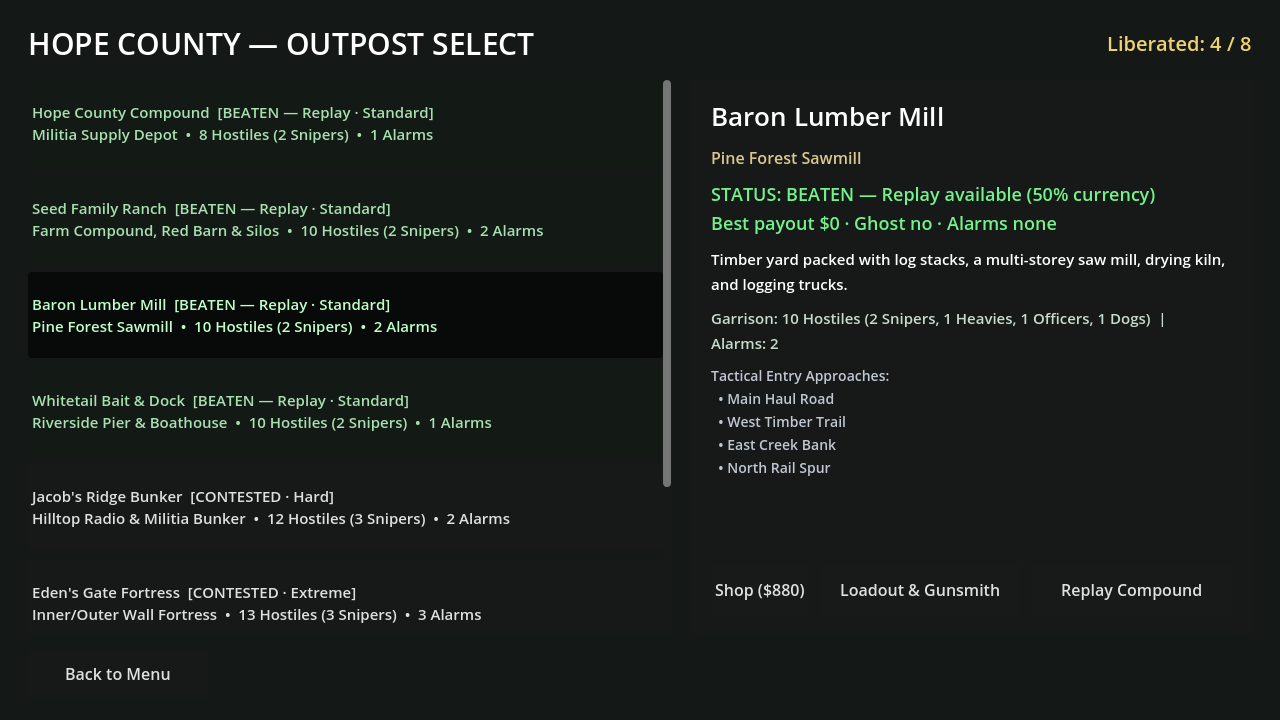 HOPE COUNTY — OUTPOST SELECT
Liberated: 4 / 8
Hope County Compound  [BEATEN — Replay · Standard]
Militia Supply Depot  •  8 Hostiles (2 Snipers)  •  1 Alarms
Seed Family Ranch  [BEATEN — Replay · Standard]
Farm Compound, Red Barn & Silos  •  10 Hostiles (2 Snipers)  •  2 Alarms
Baron Lumber Mill  [BEATEN — Replay · Standard]
Pine Forest Sawmill  •  10 Hostiles (2 Snipers)  •  2 Alarms
Whitetail Bait & Dock  [BEATEN — Replay · Standard]
Riverside Pier & Boathouse  •  10 Hostiles (2 Snipers)  •  1 Alarms
Jacob's Ridge Bunker  [CONTESTED · Hard]
Hilltop Radio & Militia Bunker  •  12 Hostiles (3 Snipers)  •  2 Alarms
Eden's Gate Fortress  [CONTESTED · Extreme]
Inner/Outer Wall Fortress  •  13 Hostiles (3 Snipers)  •  3 Alarms
Baron Lumber Mill
Pine Forest Sawmill
STATUS: BEATEN — Replay available (50% currency)
Best payout $0 · Ghost no · Alarms none
Timber yard packed with log stacks, a multi-storey saw mill, drying kiln,
and logging trucks.
Garrison: 10 Hostiles (2 Snipers, 1 Heavies, 1 Officers, 1 Dogs)  |
Alarms: 2
Tactical Entry Approaches:
• Main Haul Road
• West Timber Trail
• East Creek Bank
• North Rail Spur
Shop ($880)
Loadout & Gunsmith
Replay Compound
Back to Menu